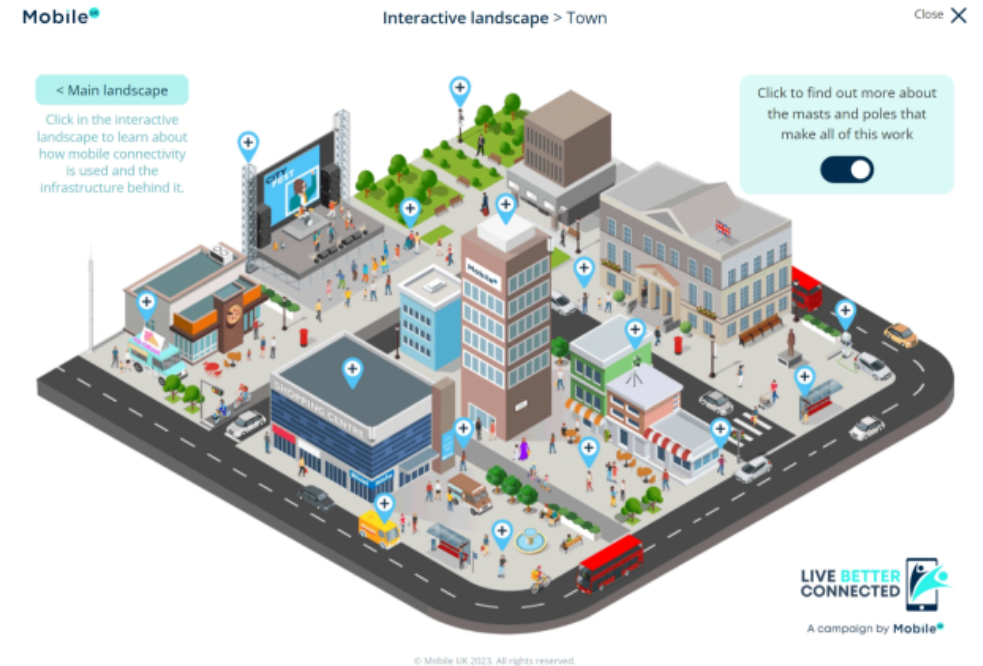 Mobile UK
Interactive landscape > Town
Close
< Main landscape
Click in the interactive
landscape to learn about
how mobile connectivity
is used and the
infrastructure behind it.
Click to find out more about
the masts and poles that
make all of this work
CITY
FEST
Mobile
SHOPPING CENTRE
LIVE BETTER
CONNECTED
A campaign by Mobile
© Mobile UK 2023. All rights reserved.